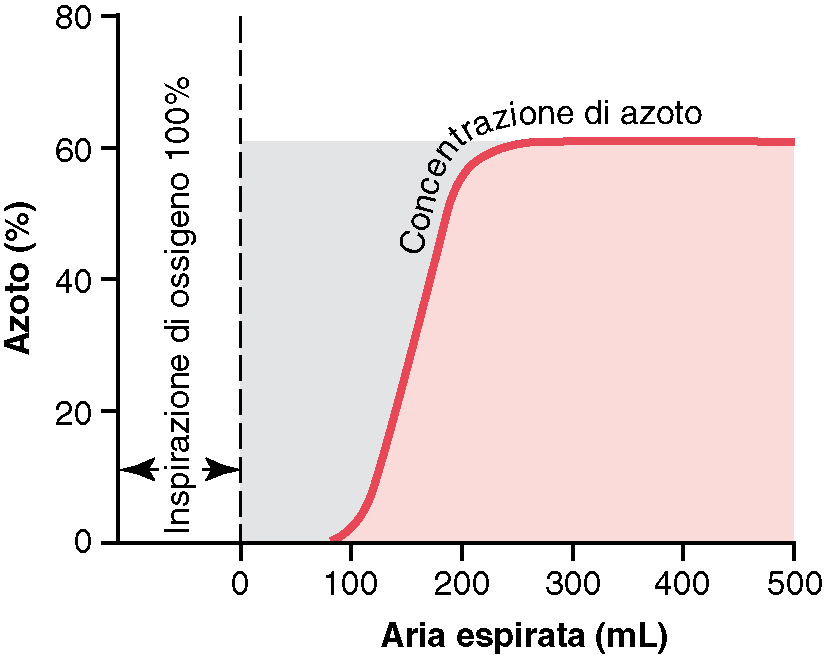 80
60
40
20
0
Azoto (%)
Inspirazione di ossigeno 100%
Concentrazione di azoto
0 100 200 300 400 500
Aria espirata (mL)